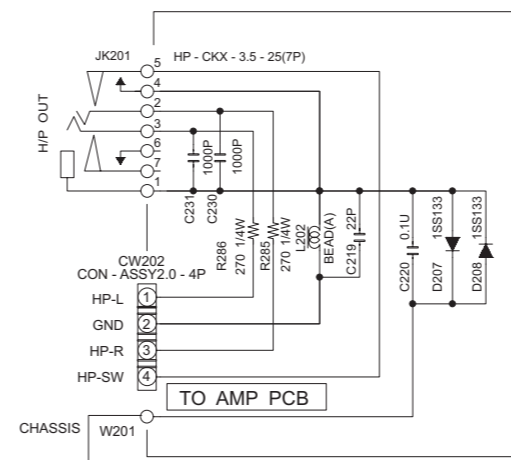 JK201
HP - CKX - 3.5 - 25(7P)
H/P OUT
5
4
2
3
6
7
1
C231
1000P
C230
1000P
R286
270 1/4W
R285
270 1/4W
L202
BEAD(A)
C219
22P
C220
0.1U
D207
1SS133
D208
1SS133
CW202
CON - ASSY2.0 - 4P
HP-L
1
GND
2
HP-R
3
HP-SW
4
TO AMP PCB
CHASSIS
W201